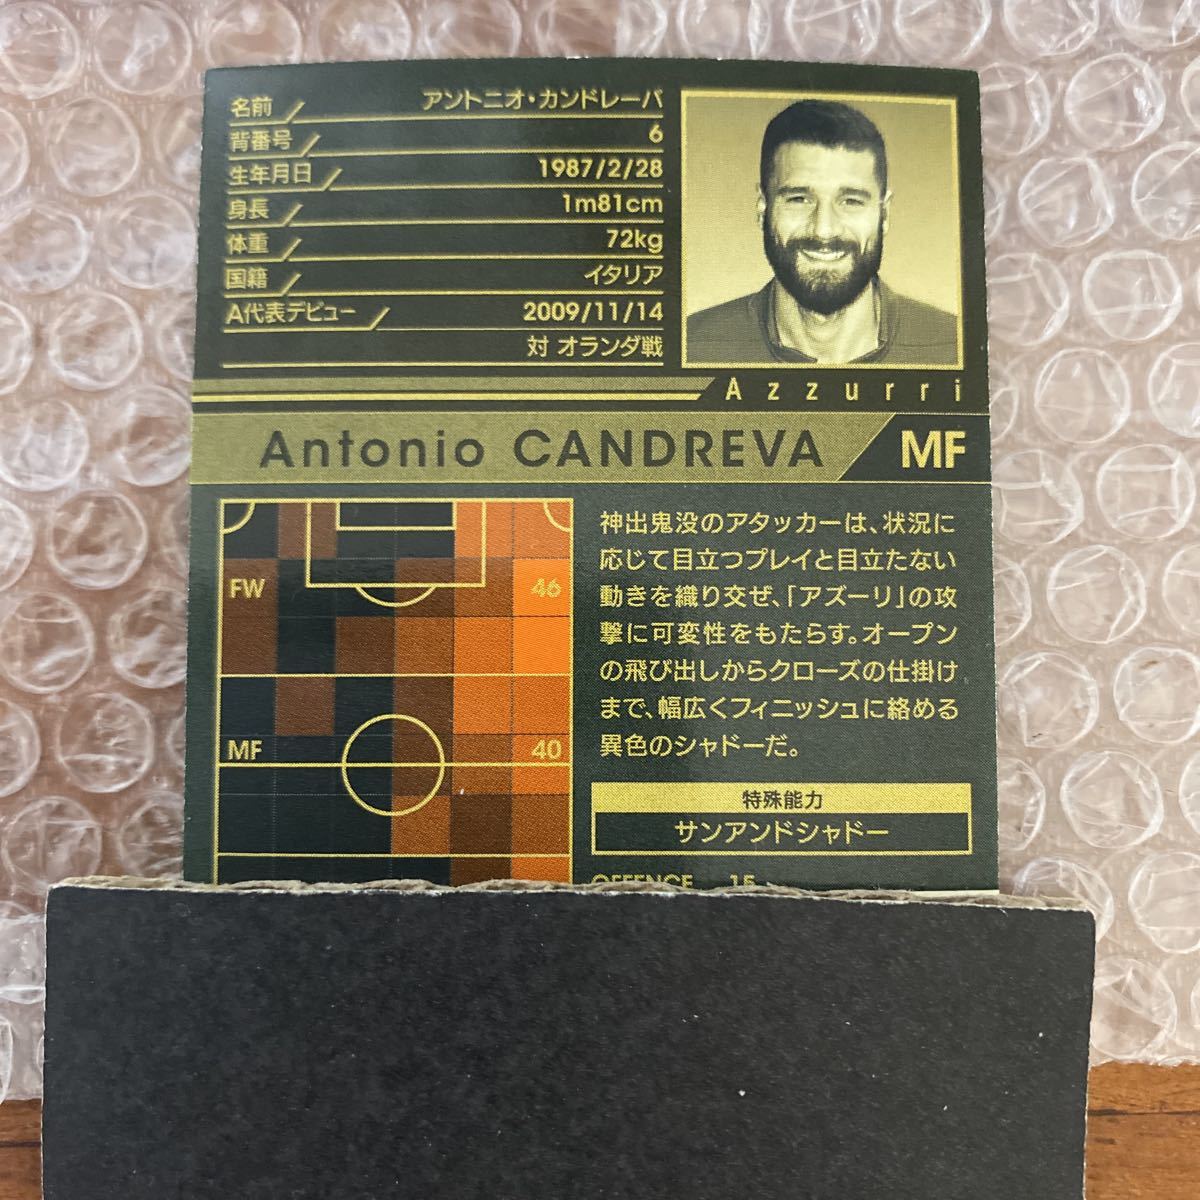 名前 アントニオ・カンドレーバ
背番号 6
生年月日 1987/2/28
身長 1m81cm
体重 72kg
国籍 イタリア
A代表デビュー 2009/11/14
対 オランダ戦
Azzurri
Antonio CANDREVA MF
FW 46
MF 40
神出鬼没のアタッカーは、状況に
応じて目立つプレイと目立たない
動きを織り交ぜ、「アズーリ」の攻
撃に可変性をもたらす。オープン
の飛び出しからクローズの仕掛け
まで、幅広くフィニッシュに絡める
異色のシャドーだ。
特殊能力
サンアンドシャドー
OFFENCE 15